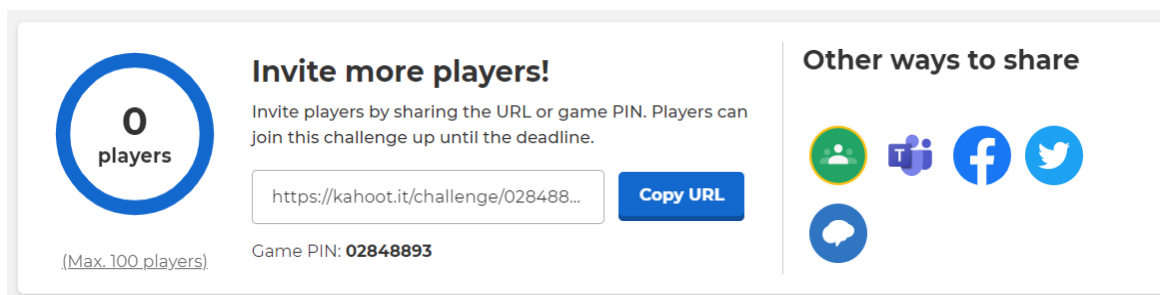 0
players
(Max. 100 players)
Invite more players!
Invite players by sharing the URL or game PIN. Players can
join this challenge up until the deadline.
https://kahoot.it/challenge/028488...
Copy URL
Game PIN: 02848893
Other ways to share
T